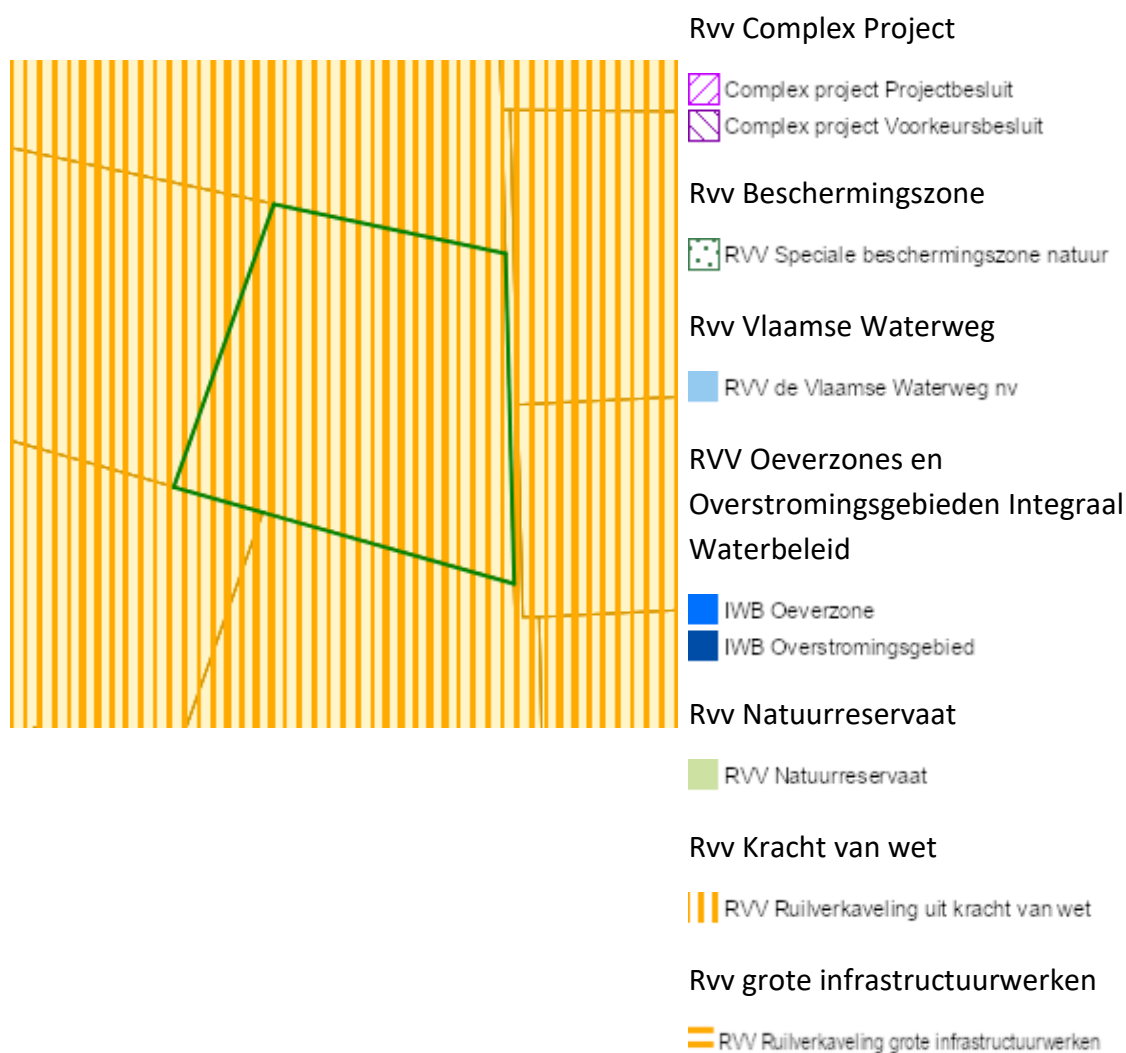 Rvv Complex Project
Complex project Projectbesluit
Complex project Voorkeursbesluit
Rvv Beschermingszone
RVV Speciale beschermingszone natuur
Rvv Vlaamse Waterweg
RVV de Vlaamse Waterweg nv
RVV Oeverzones en
Overstromingsgebieden Integraal
Waterbeleid
IWB Oeverzone
IWB Overstromingsgebied
Rvv Natuurreservaat
RVV Natuurreservaat
Rvv Kracht van wet
RVV Ruilverkaveling uit kracht van wet
Rvv grote infrastructuurwerken
RVV Ruilverkaveling grote infrastructuurwerken